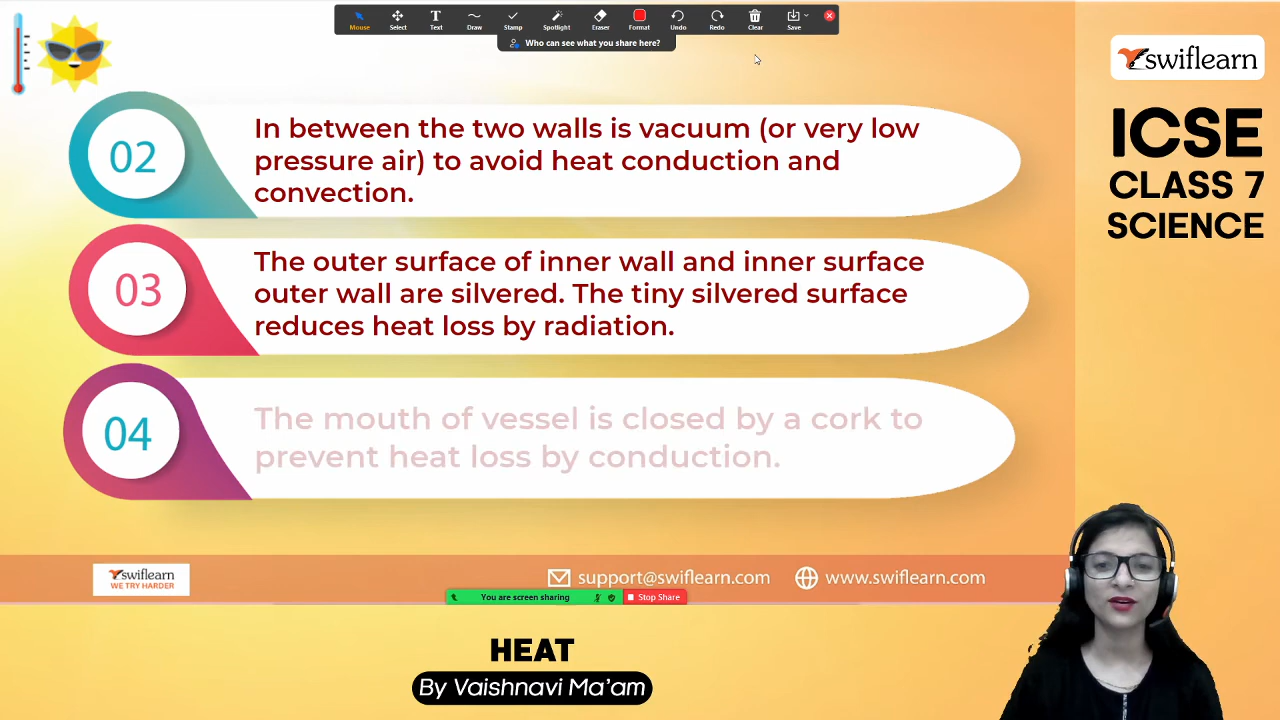 Mouse Select Text Draw Stamp Spotlight Eraser Format Undo Redo Clear Save
Who can see what you share here?
swiflearn
ICSE
CLASS 7
SCIENCE
02
In between the two walls is vacuum (or very low
pressure air) to avoid heat conduction and
convection.
03
The outer surface of inner wall and inner surface
outer wall are silvered. The tiny silvered surface
reduces heat loss by radiation.
04
The mouth of vessel is closed by a cork to
prevent heat loss by conduction.
swiflearn
WE TRY HARDER
support@swiflearn.com www.swiflearn.com
You are screen sharing Stop Share
HEAT
By Vaishnavi Ma'am